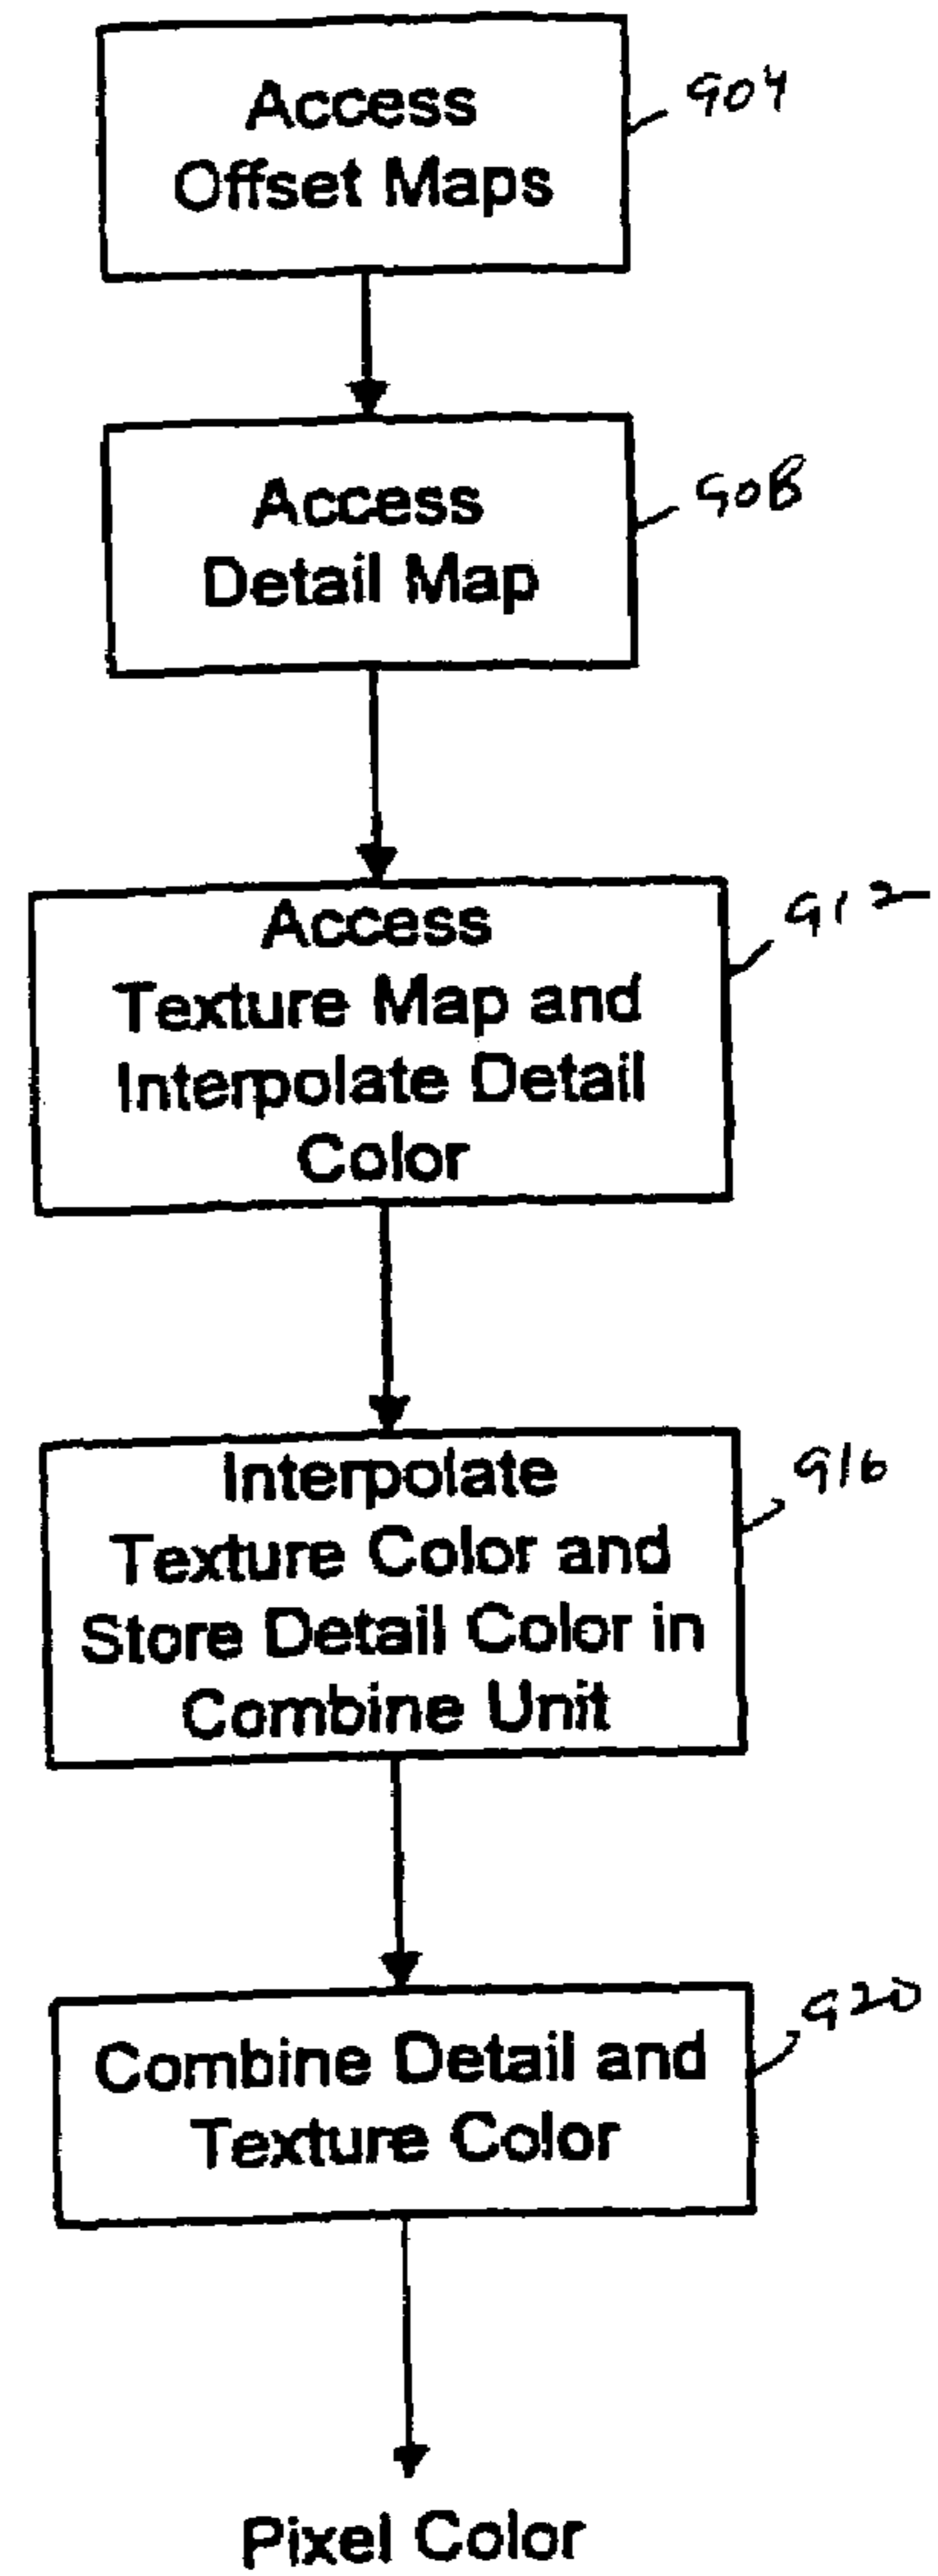 Access
Offset Maps
904
Access
Detail Map
908
Access
Texture Map and
Interpolate Detail
Color
912
Interpolate
Texture Color and
Store Detail Color in
Combine Unit
916
Combine Detail and
Texture Color
920
Pixel Color